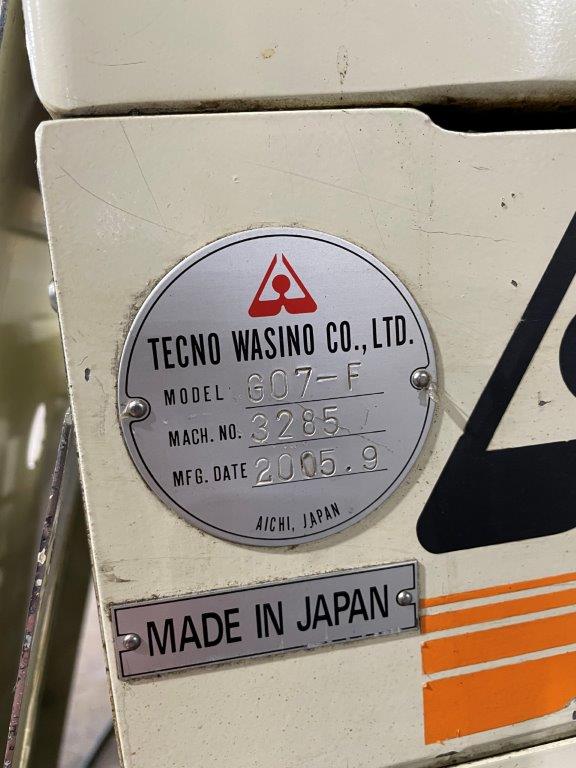 TECNO WASINO CO., LTD.
MODEL G07-F
MACH. NO. 3285
MFG. DATE 2005.9
AICHI, JAPAN
MADE IN JAPAN